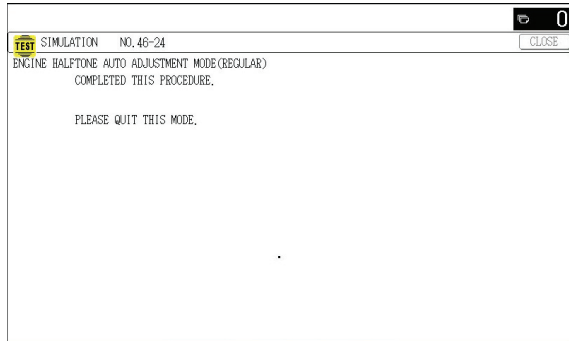 0
TEST SIMULATION NO.46-24 CLOSE
ENGINE HALFTONE AUTO ADJUSTMENT MODE(REGULAR)
COMPLETED THIS PROCEDURE.
PLEASE QUIT THIS MODE.